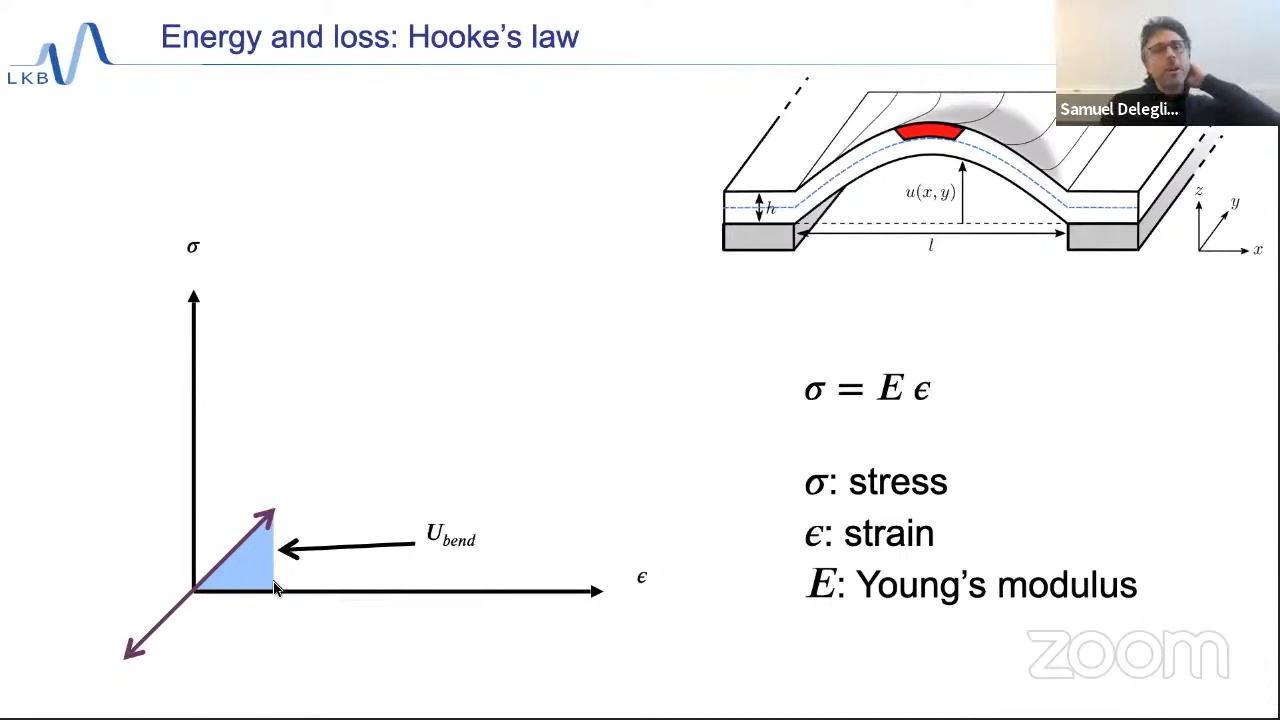 Energy and loss: Hooke's law
LKB
Samuel Delegli...
h
u(x, y)
l
z
y
x
σ
U_bend
ϵ
σ = E ϵ
σ: stress
ϵ: strain
E: Young's modulus
zoom